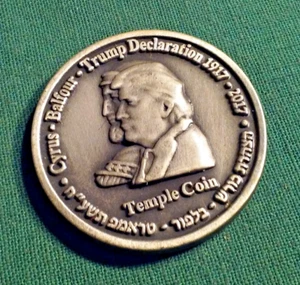 Cyrus - Balfour - Trump Declaration 1917-2017
הצהרת כורש - בלפור - טראמפ תשע"ח
Temple Coin